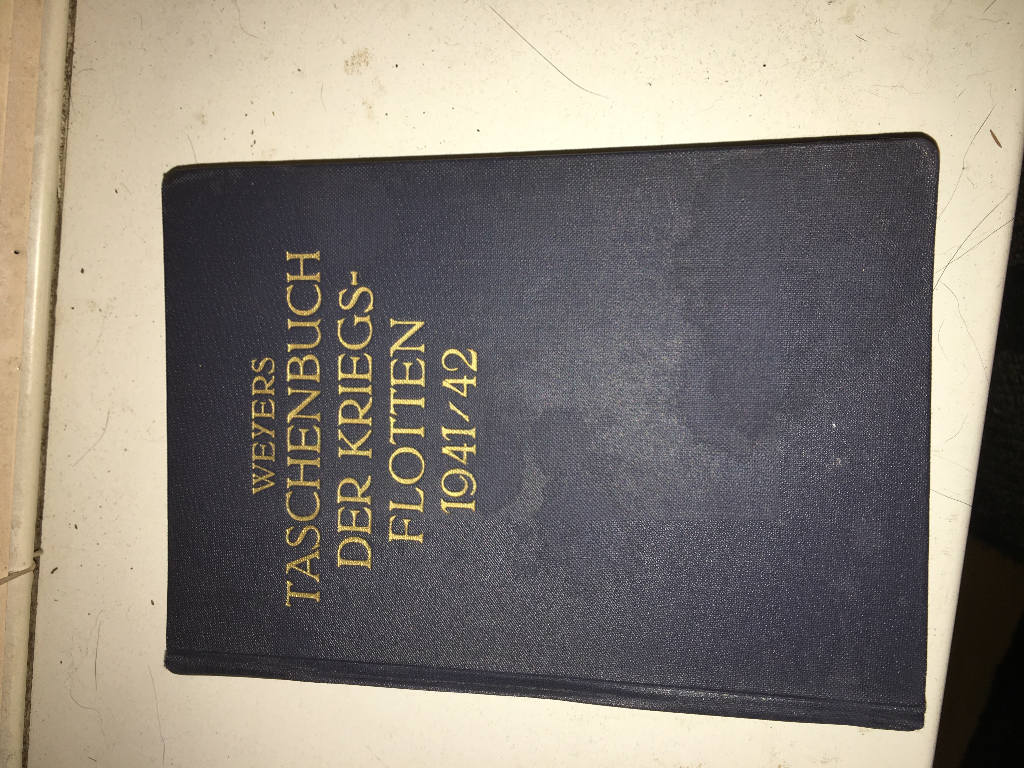 WEYERS
TASCHENBUCH
DER KRIEGS-
FLOTTEN
1941/42